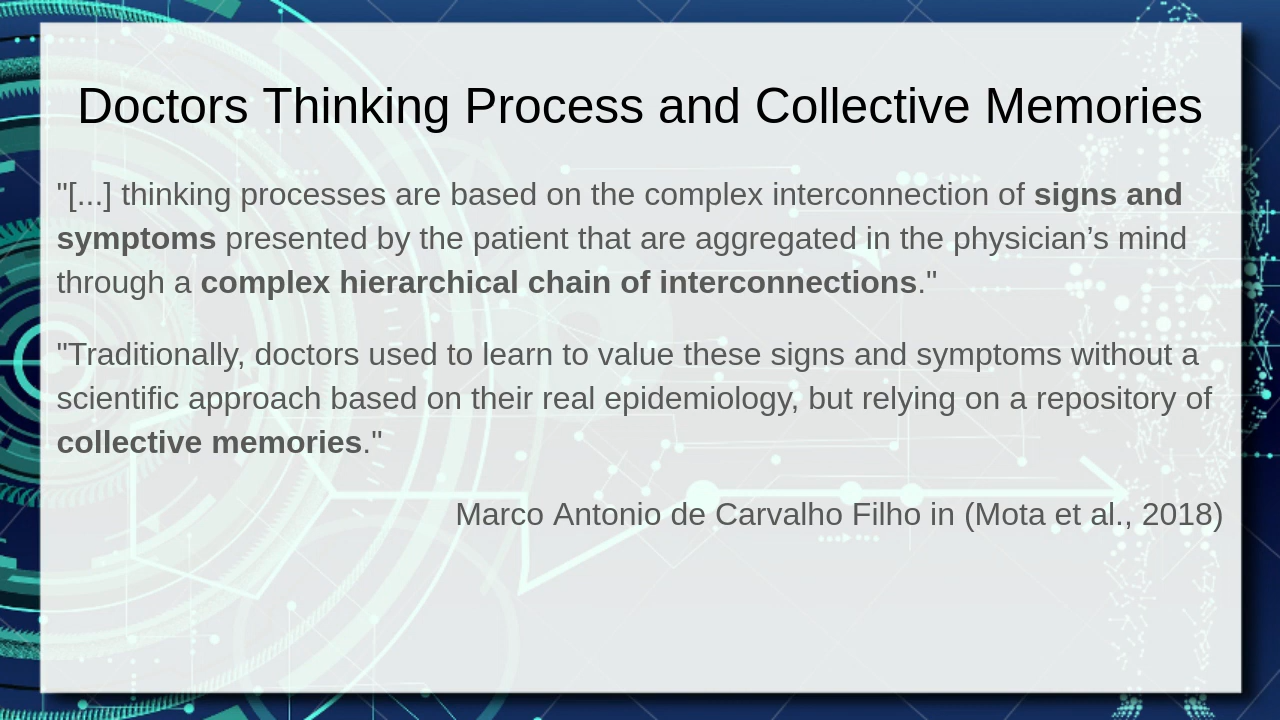 Doctors Thinking Process and Collective Memories
"[...] thinking processes are based on the complex interconnection of signs and
symptoms presented by the patient that are aggregated in the physician’s mind
through a complex hierarchical chain of interconnections."
"Traditionally, doctors used to learn to value these signs and symptoms without a
scientific approach based on their real epidemiology, but relying on a repository of
collective memories."
Marco Antonio de Carvalho Filho in (Mota et al., 2018)